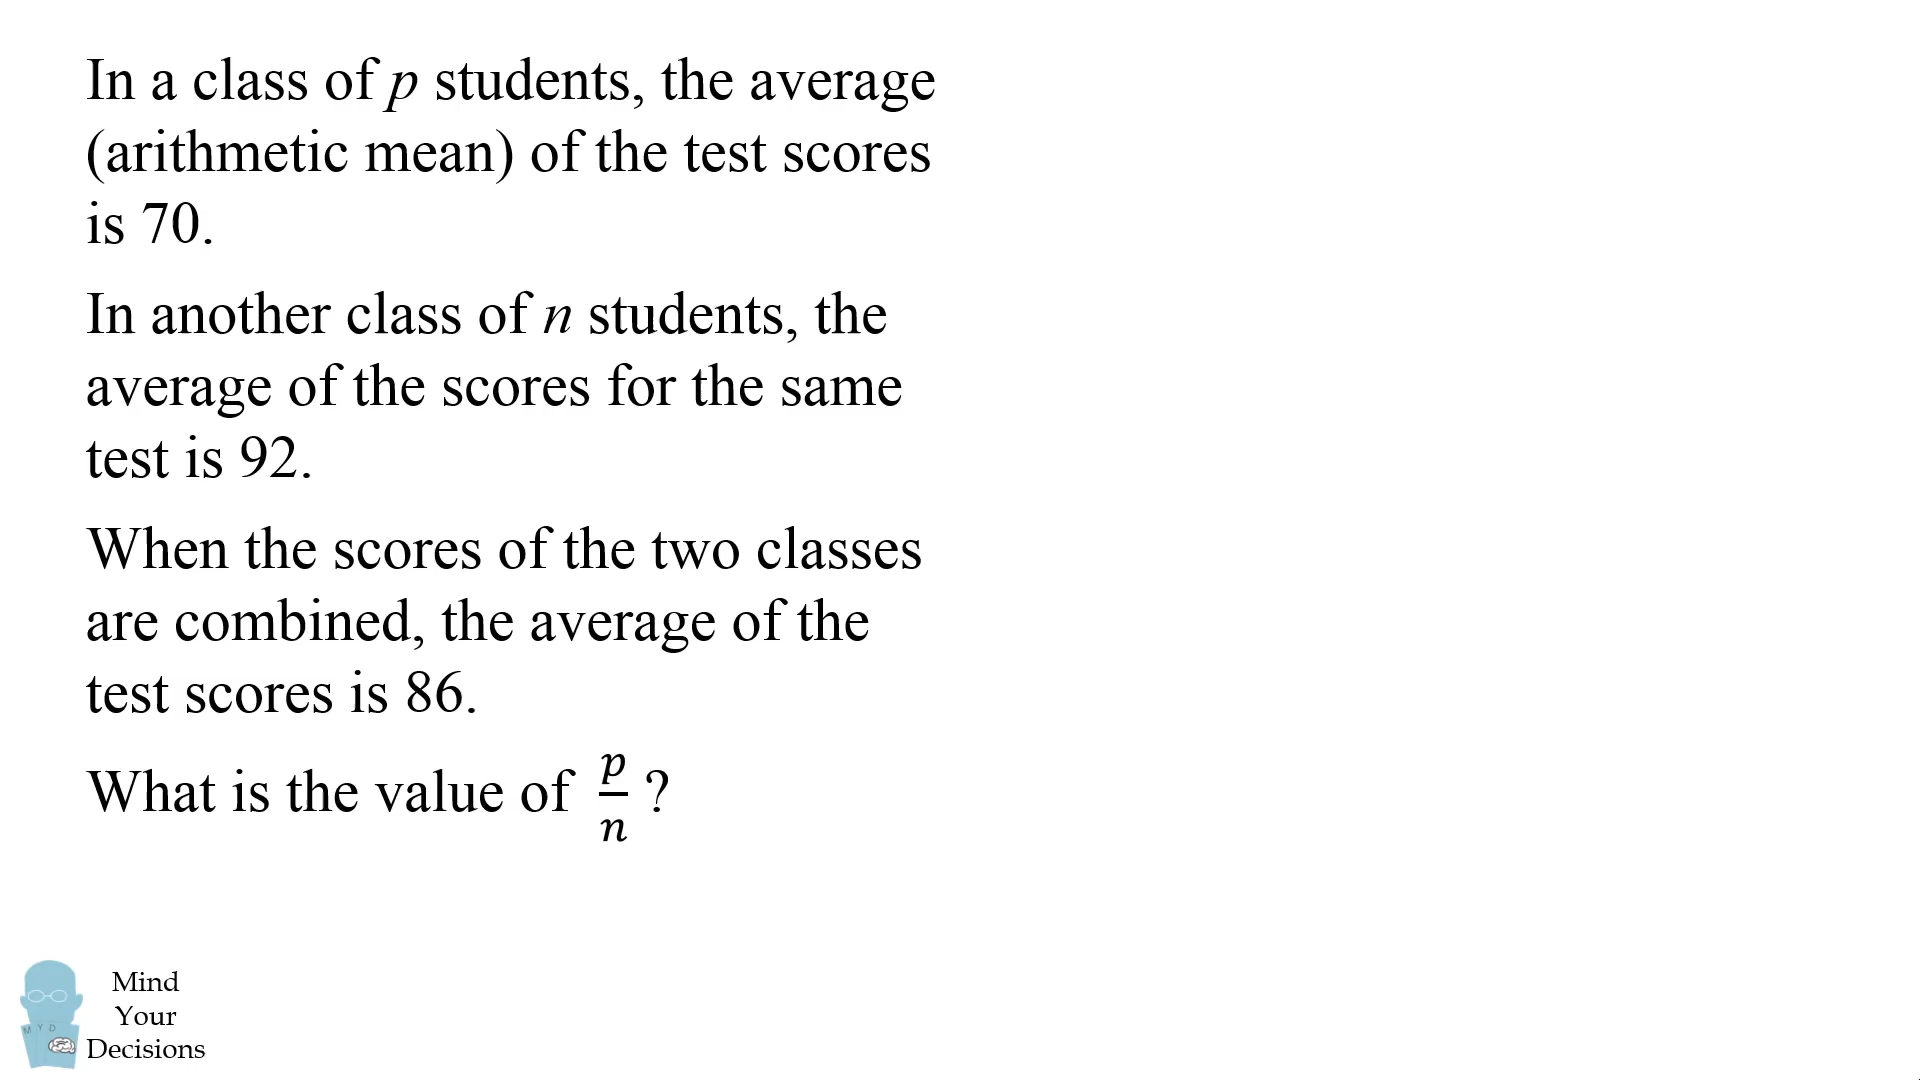 In a class of p students, the average
(arithmetic mean) of the test scores
is 70.
In another class of n students, the
average of the scores for the same
test is 92.
When the scores of the two classes
are combined, the average of the
test scores is 86.
What is the value of p/n ?
M Y D
Mind
Your
Decisions